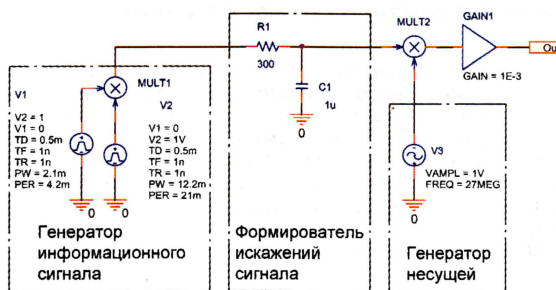 R1
300
C1
1u
0
MULT2
GAIN1
GAIN = 1E-3
Ou
V1
V2 = 1
V1 = 0
TD = 0.5m
TF = 1n
TR = 1n
PW = 2.1m
PER = 4.2m
0
MULT1
V2
V1 = 0
V2 = 1V
TD = 0.5m
TF = 1n
TR = 1n
PW = 12.2m
PER = 21m
0
V3
VAMPL = 1V
FREQ = 27MEG
0
Генератор
информационного
сигнала
Формирователь
искажений
сигнала
Генератор
несущей